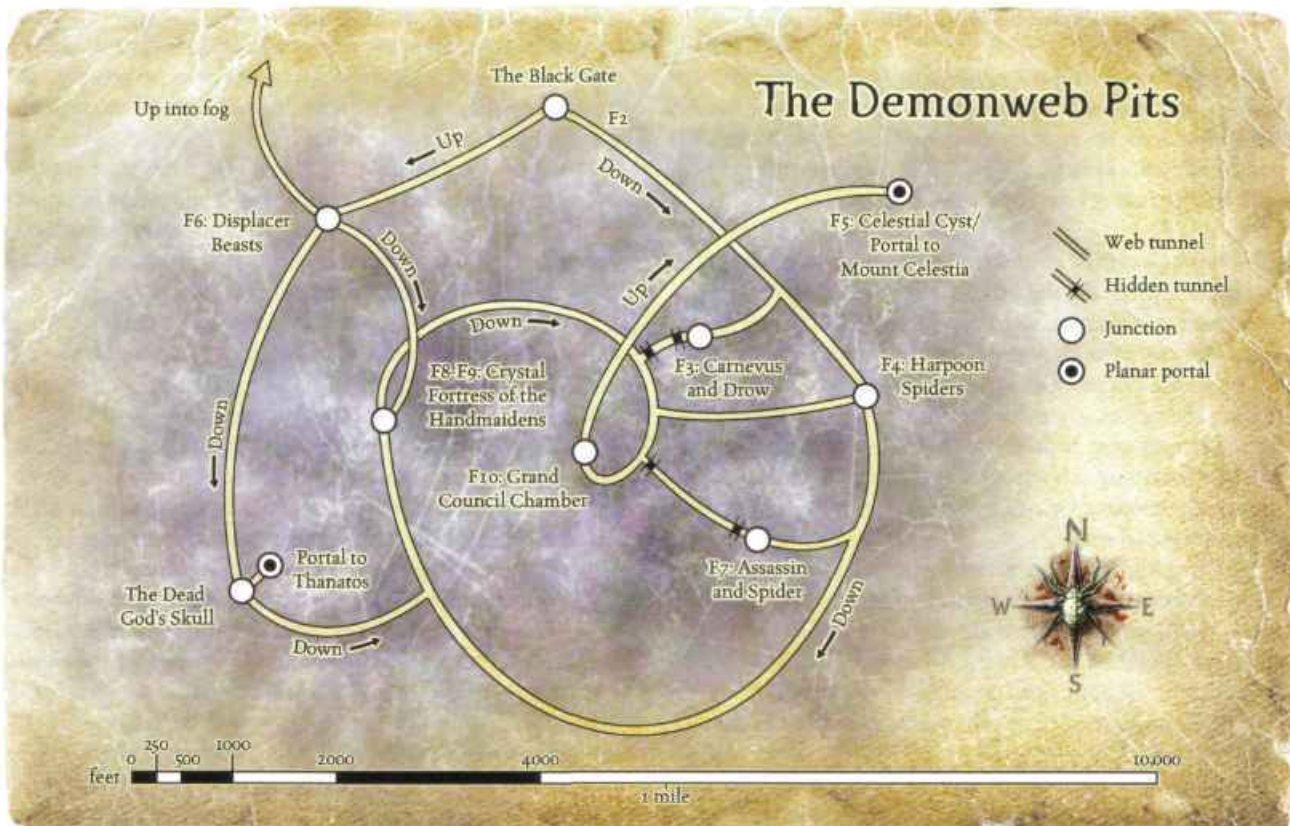 The Demonweb Pits
The Black Gate
Up into fog
F2
Up
Down
F6: Displacer
Beasts
Down
F5: Celestial Cyst/
Portal to
Mount Celestia
Web tunnel
Hidden tunnel
Junction
Planar portal
Up
Down
F3: Carnevus
and Drow
F4: Harpoon
Spiders
F8-F9: Crystal
Fortress of the
Handmaidens
Down
F10: Grand
Council Chamber
Portal to
Thanatos
The Dead
God's Skull
F7: Assassin
and Spider
Down
Down
N
W E
S
feet 0 250 500 1000 2000 4000 10,000
1 mile